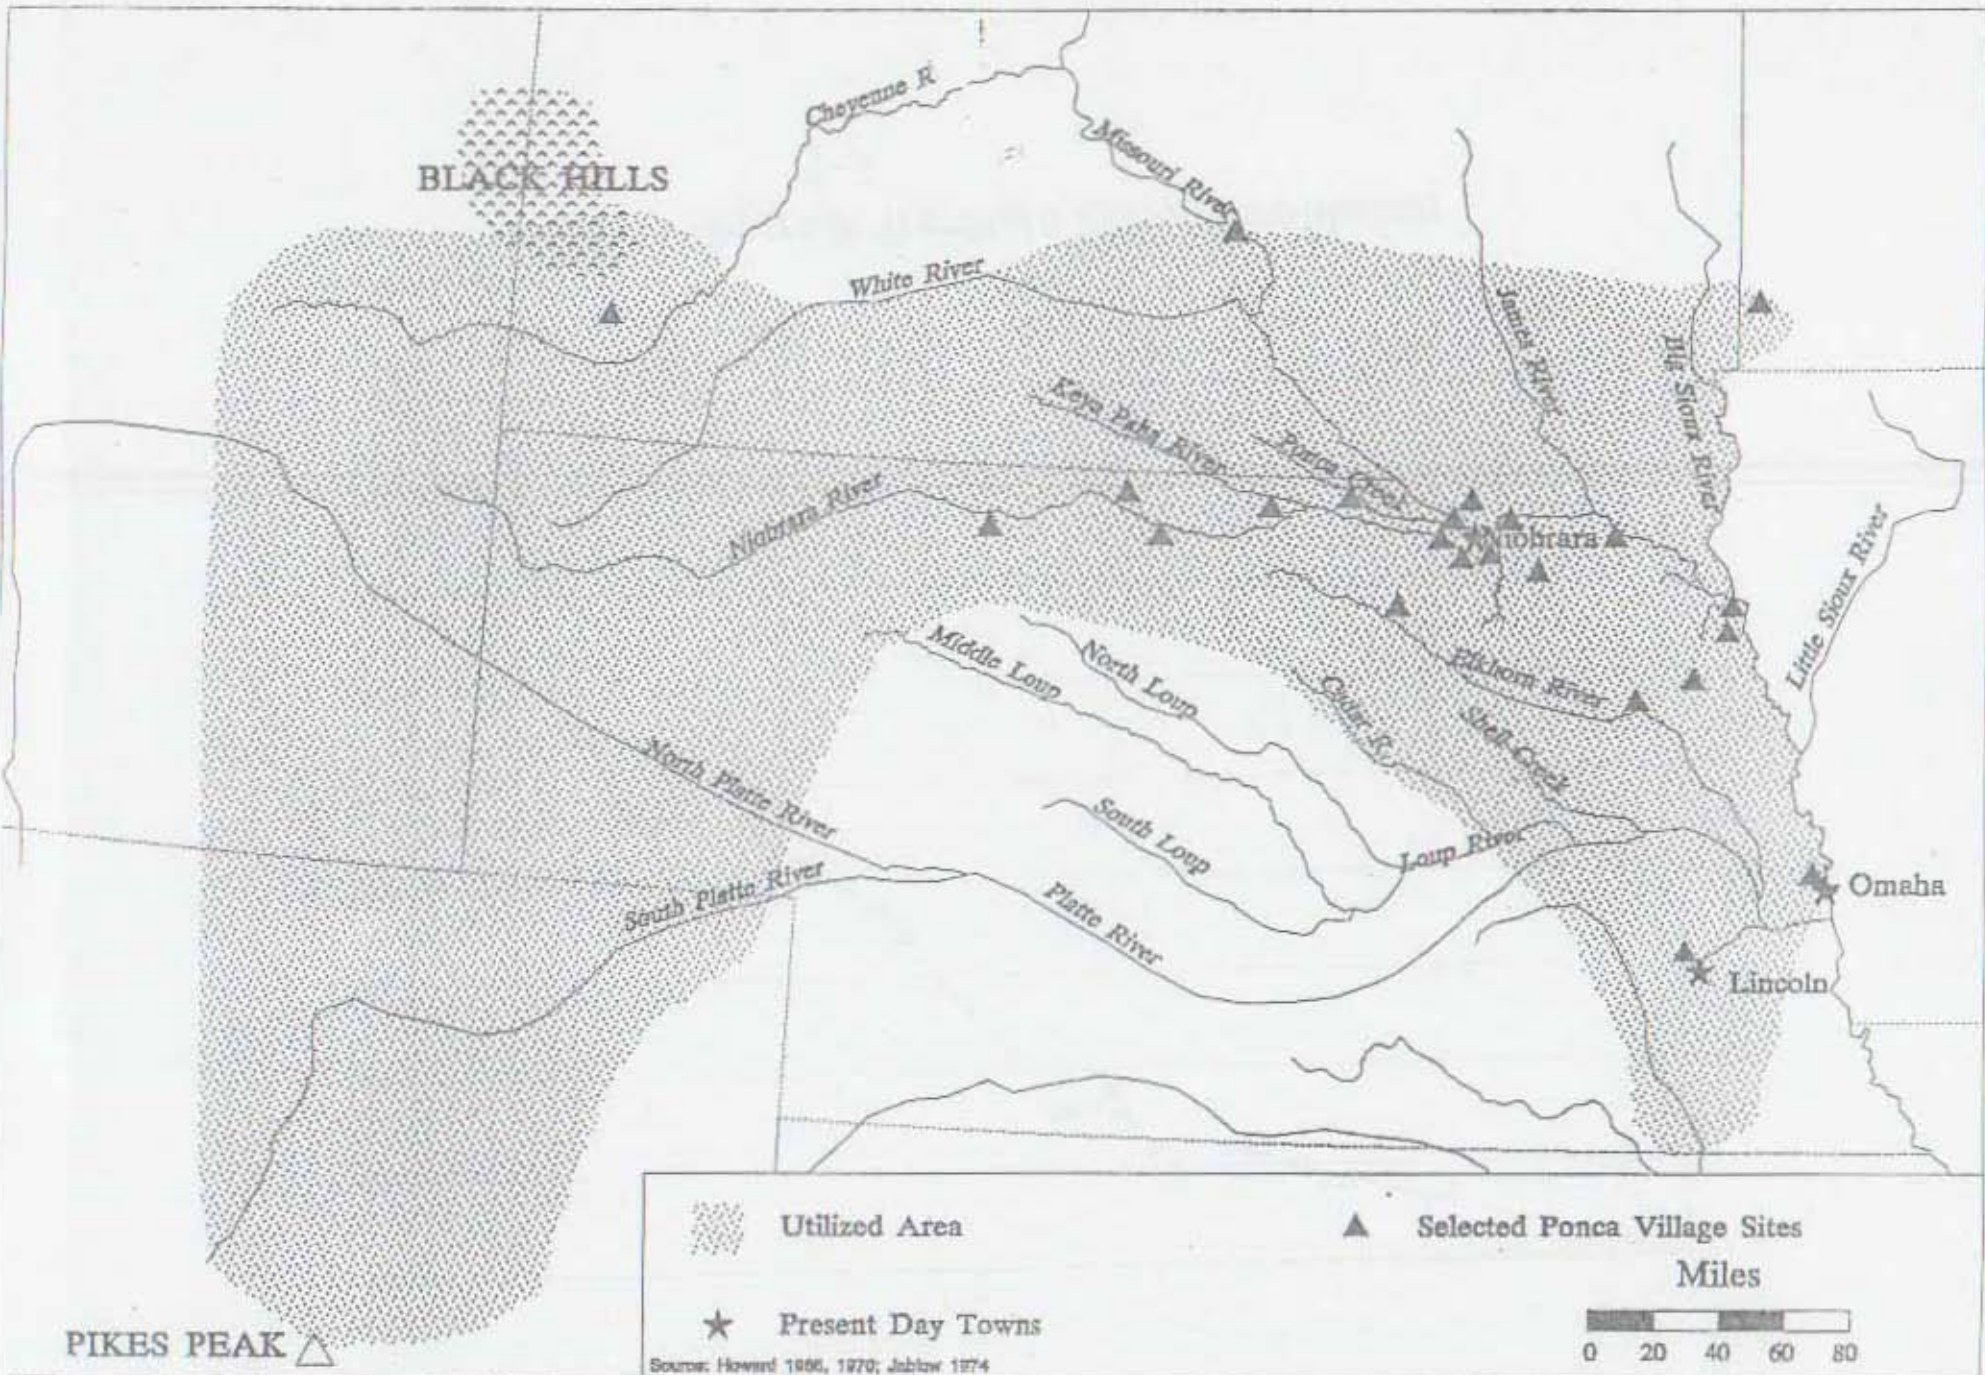 Cheyenne R
Missouri River
BLACK HILLS
White River
James River
Big Sioux River
Keya Paha River
Ponca Creek
Niobrara River
Niobrara
Little Sioux River
Middle Loup
North Loup
Elkhorn River
Cedar R.
Shell Creek
North Platte River
South Loup
Loup River
South Platte River
Platte River
Omaha
Lincoln
Utilized Area
Selected Ponca Village Sites
Miles
Present Day Towns
0 20 40 60 80
PIKES PEAK
Source: Howard 1966, 1970; Jablow 1974